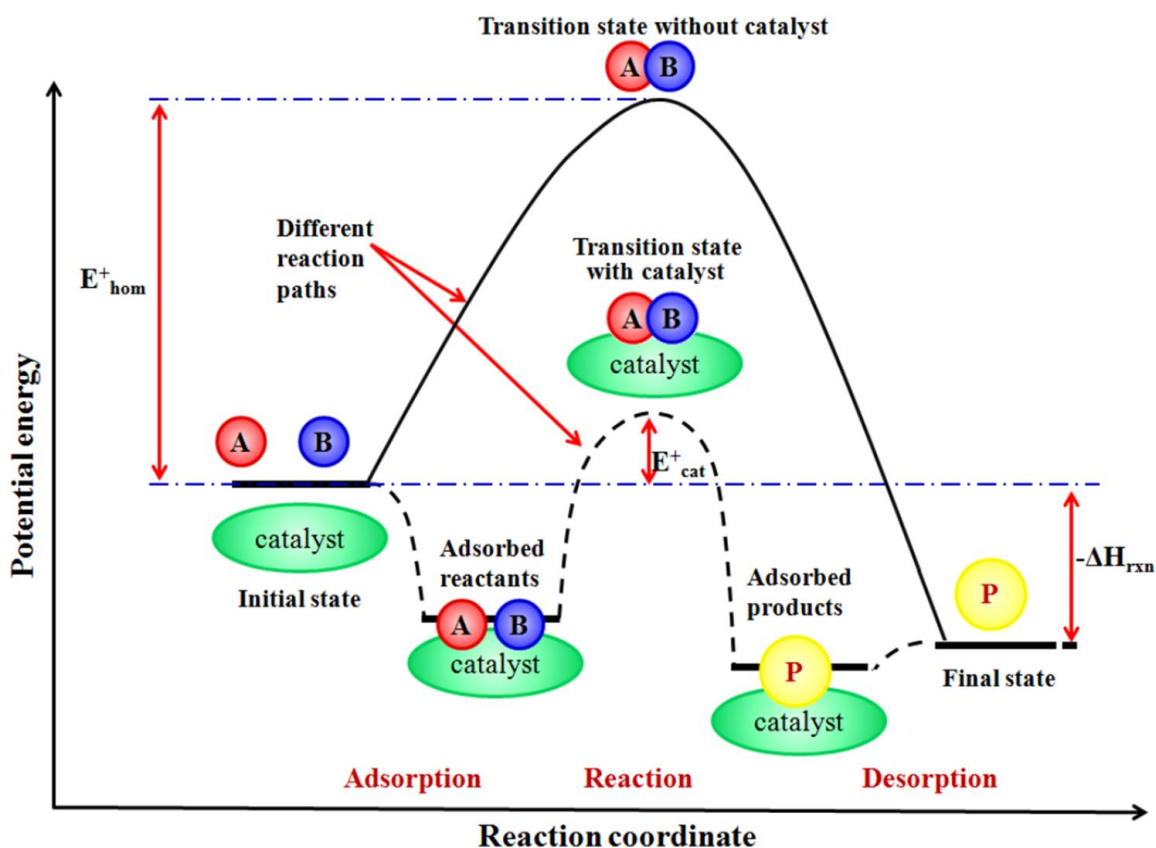 Transition state without catalyst
A B
Different
reaction
paths
E⁺hom
Transition state
with catalyst
A B
catalyst
Potential energy
A B
E⁺cat
catalyst
Initial state
Adsorbed
reactants
A B
catalyst
Adsorbed
products
P
catalyst
-ΔHrxn
P
Final state
Adsorption Reaction Desorption
Reaction coordinate